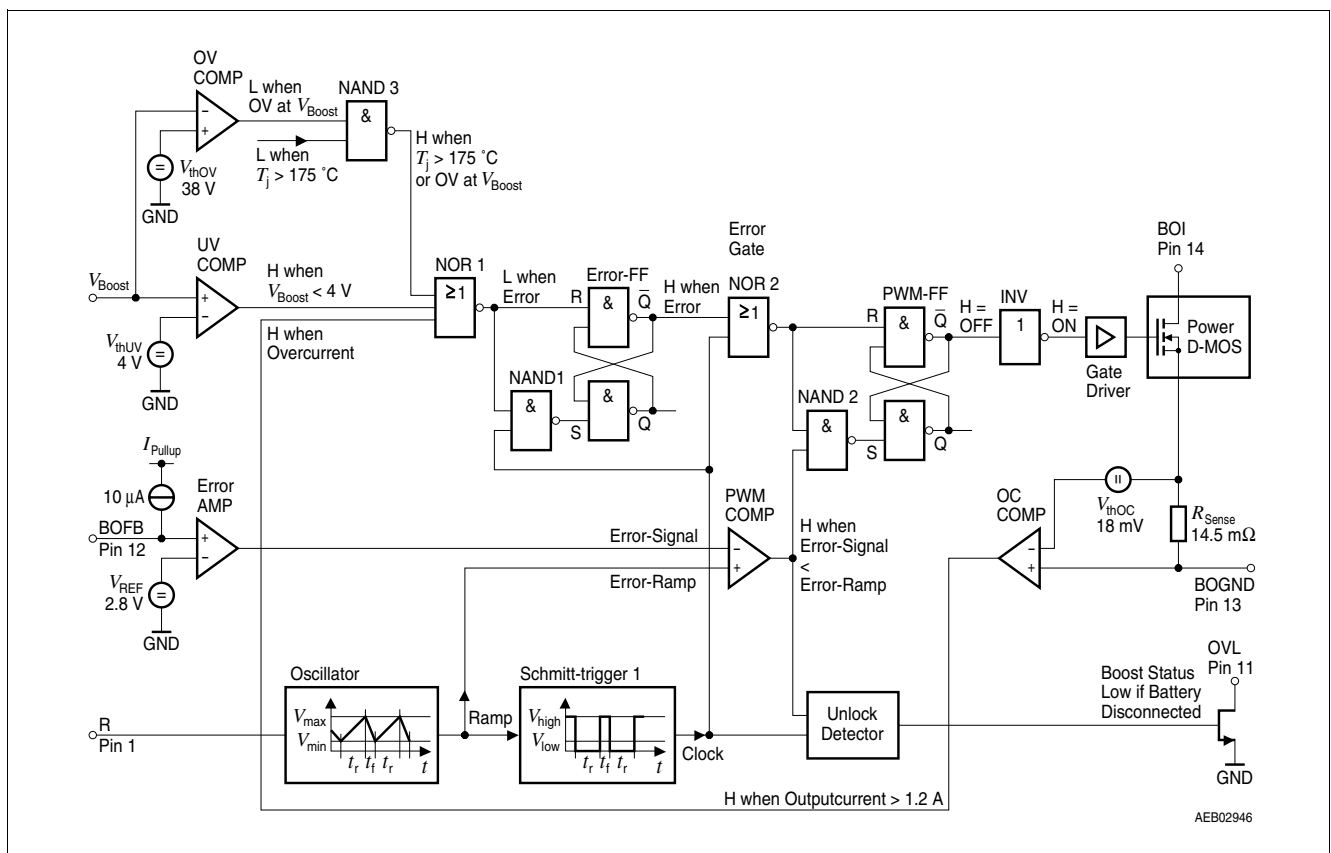 OV
COMP
L when
OV at VBoost
NAND 3
&
−
+
L when
Tj > 175 ˚C
H when
Tj > 175 ˚C
or OV at VBoost
=
VthOV
38 V
GND
UV
COMP
VBoost
+
−
H when
VBoost < 4 V
NOR 1
≥1
L when
Error
Error-FF
R
&
Q
H when
Error
Error
Gate
NOR 2
≥1
PWM-FF
R
&
Q
H =
OFF
INV
1
H =
ON
Gate
Driver
BOI
Pin 14
Power
D-MOS
VthUV
4 V
=
GND
H when
Overcurrent
NAND1
&
S
&
Q
NAND 2
&
S
&
Q
IPullup
10 µA
BOFB
Pin 12
Error
AMP
+
−
VREF
2.8 V
=
GND
Error-Signal
Error-Ramp
PWM
COMP
−
+
H when
Error-Signal
<
Error-Ramp
OC
COMP
−
+
=
VthOC
18 mV
RSense
14.5 mΩ
BOGND
Pin 13
R
Pin 1
Oscillator
Vmax
Vmin
tr tf tr t
Ramp
Schmitt-trigger 1
Vhigh
Vlow
tr tf tr t
Clock
Unlock
Detector
Boost Status
Low if Battery
Disconnected
OVL
Pin 11
GND
H when Outputcurrent > 1.2 A
AEB02946